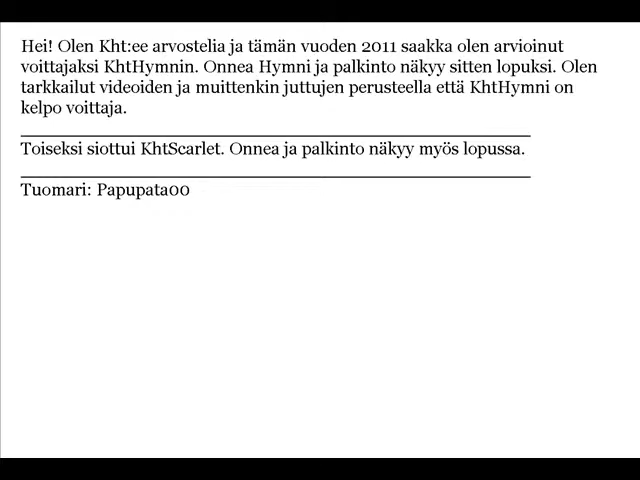 Hei! Olen Kht:ee arvostelia ja tämän vuoden 2011 saakka olen arvioinut
voittajaksi KhtHymnin. Onnea Hymni ja palkinto näkyy sitten lopuksi. Olen
tarkkailut videoiden ja muittenkin juttujen perusteella että KhtHymni on
kelpo voittaja.
Toiseksi siottui KhtScarlet. Onnea ja palkinto näkyy myös lopussa.
Tuomari: Papupata00